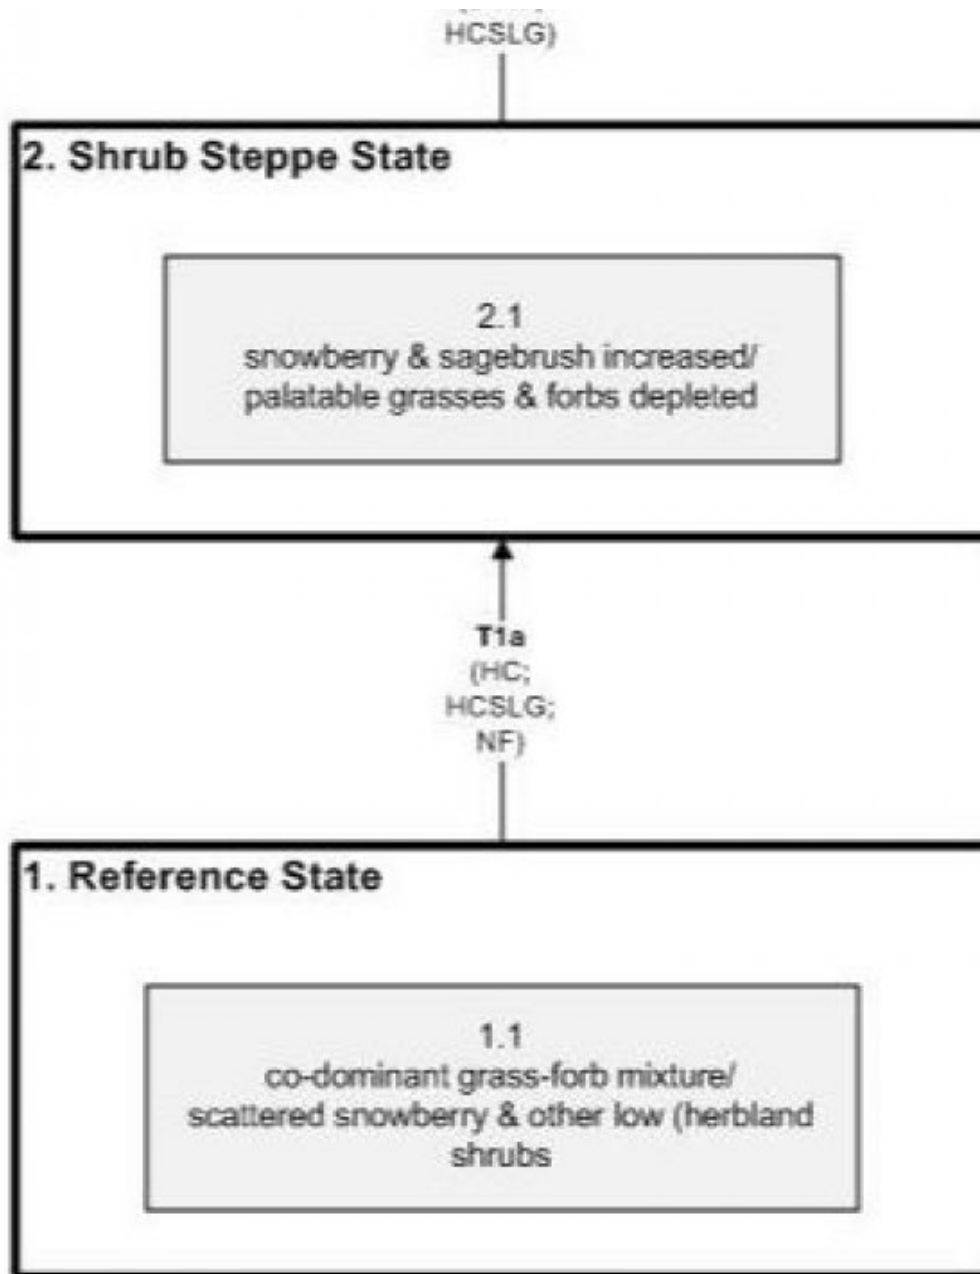 HCSLG)
2. Shrub Steppe State
2.1
snowberry & sagebrush increased/
palatable grasses & forbs depleted
T1a
(HC;
HCSLG;
NF)
1. Reference State
1.1
co-dominant grass-forb mixture/
scattered snowberry & other low (herbland
shrubs